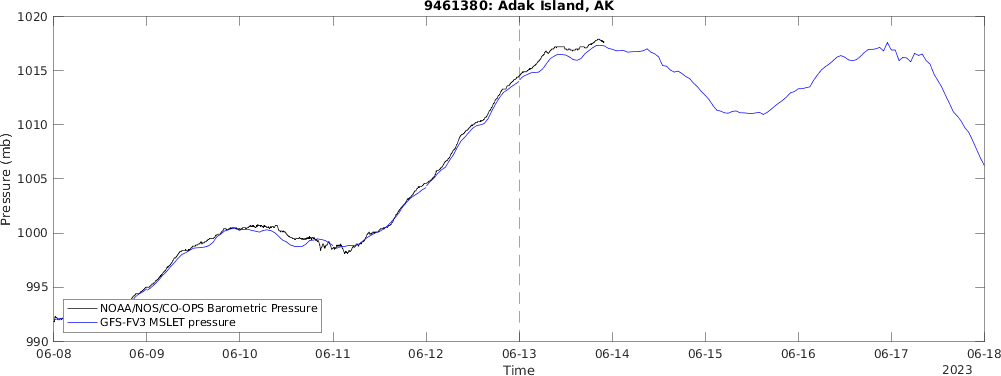 9461380: Adak Island, AK
1020
1015
1010
1005
1000
995
990
Pressure (mb)
NOAA/NOS/CO-OPS Barometric Pressure
GFS-FV3 MSLET pressure
06-08 06-09 06-10 06-11 06-12 06-13 06-14 06-15 06-16 06-17 06-18
Time
2023